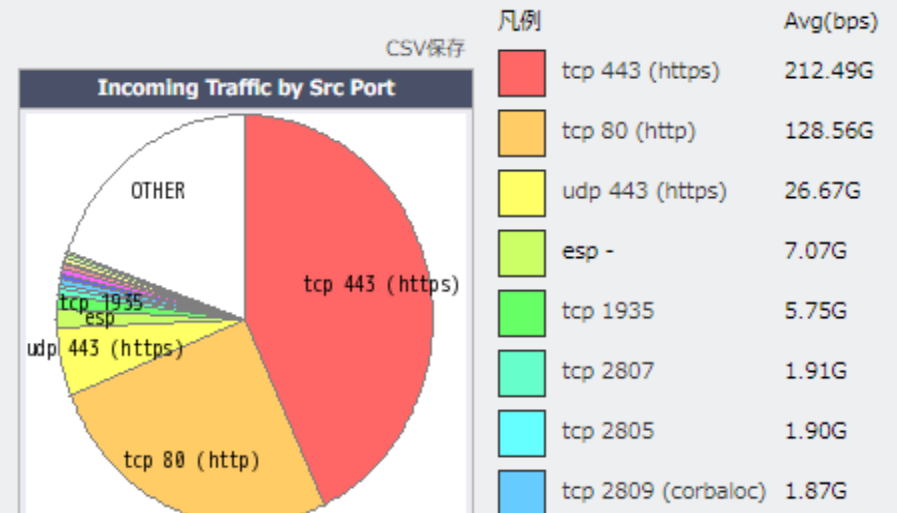 CSV保存
Incoming Traffic by Src Port
OTHER
tcp 443 (https)
tcp 1935
esp
udp 443 (https)
tcp 80 (http)
凡例 Avg(bps)
tcp 443 (https) 212.49G
tcp 80 (http) 128.56G
udp 443 (https) 26.67G
esp - 7.07G
tcp 1935 5.75G
tcp 2807 1.91G
tcp 2805 1.90G
tcp 2809 (corbaloc) 1.87G